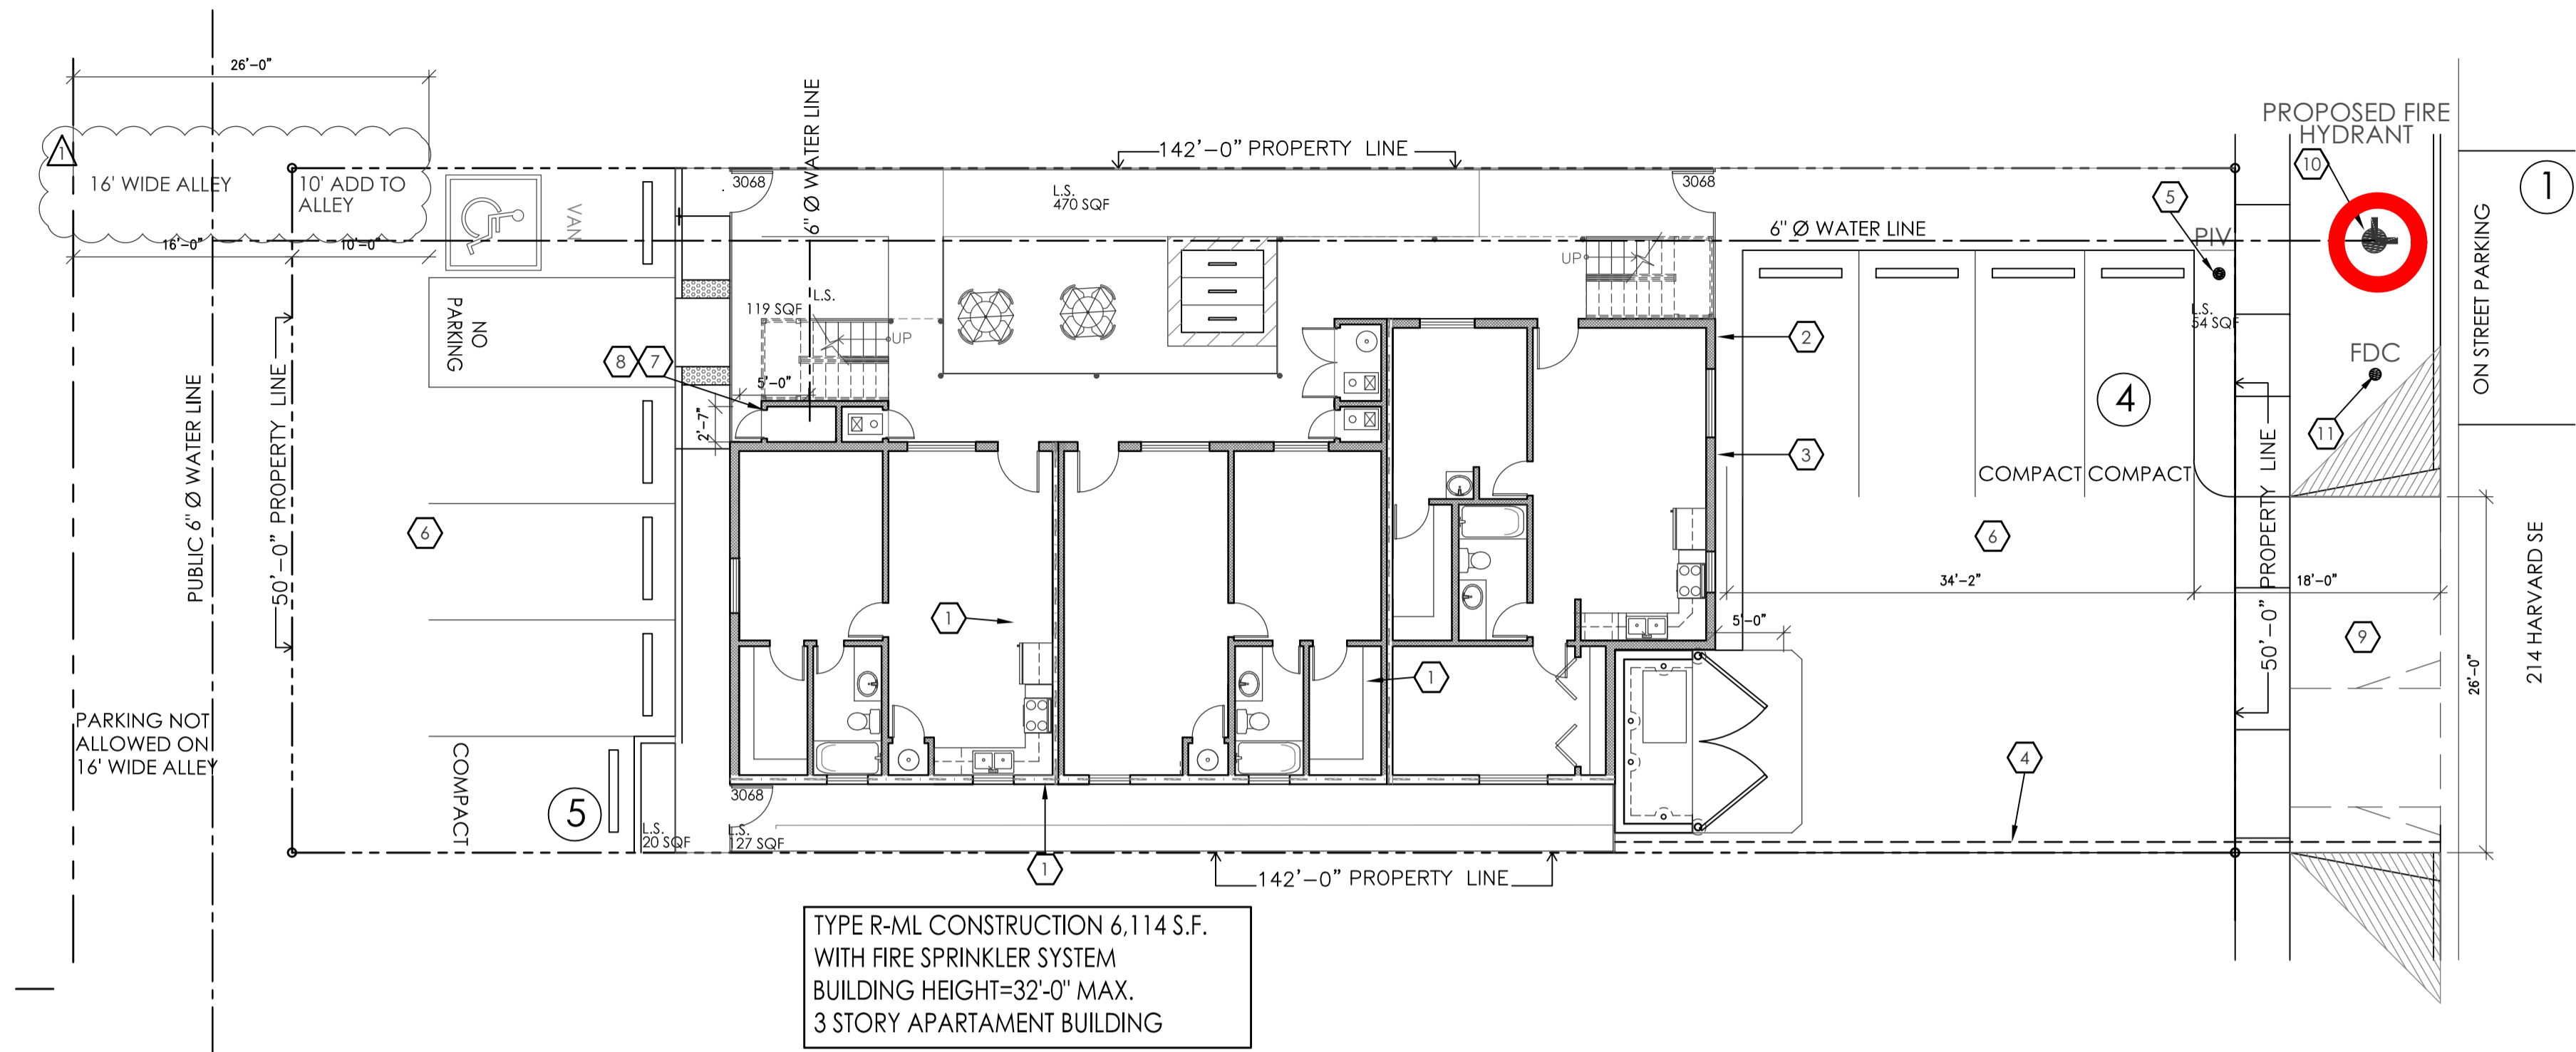 26'-0"
6" Ø WATER LINE
PROPOSED FIRE
HYDRANT
10
1
142'-0" PROPERTY LINE
1
16' WIDE ALLEY
10' ADD TO
ALLEY
VAN
3068
L.S.
470 SQF
3068
5
6" Ø WATER LINE
PIV
16'-0"
10'-0"
UP
ON STREET PARKING
NO
PARKING
L.S.
119 SQF
UP
L.S.
54 SQF
2
8
7
5'-0"
FDC
4
2'-7"
11
3
PUBLIC 6" Ø WATER LINE
50'-0" PROPERTY LINE
COMPACT
COMPACT
6
6
50'-0" PROPERTY LINE
214 HARVARD SE
34'-2"
18'-0"
1
5'-0"
9
26'-0"
1
PARKING NOT
ALLOWED ON
16' WIDE ALLEY
COMPACT
4
5
3068
L.S.
20 SQF
L.S.
127 SQF
1
142'-0" PROPERTY LINE
TYPE R-ML CONSTRUCTION 6,114 S.F.
WITH FIRE SPRINKLER SYSTEM
BUILDING HEIGHT=32'-0" MAX.
3 STORY APARTAMENT BUILDING